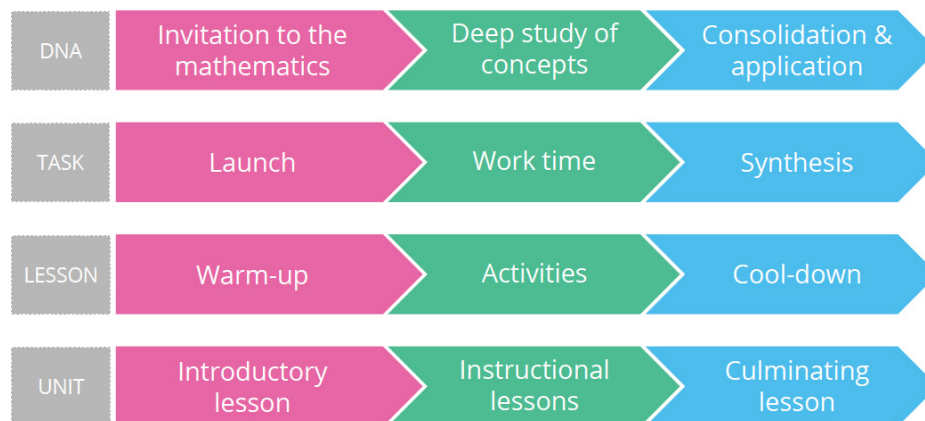 DNA
Invitation to the
mathematics
Deep study of
concepts
Consolidation &
application
TASK
Launch
Work time
Synthesis
LESSON
Warm-up
Activities
Cool-down
UNIT
Introductory
lesson
Instructional
lessons
Culminating
lesson